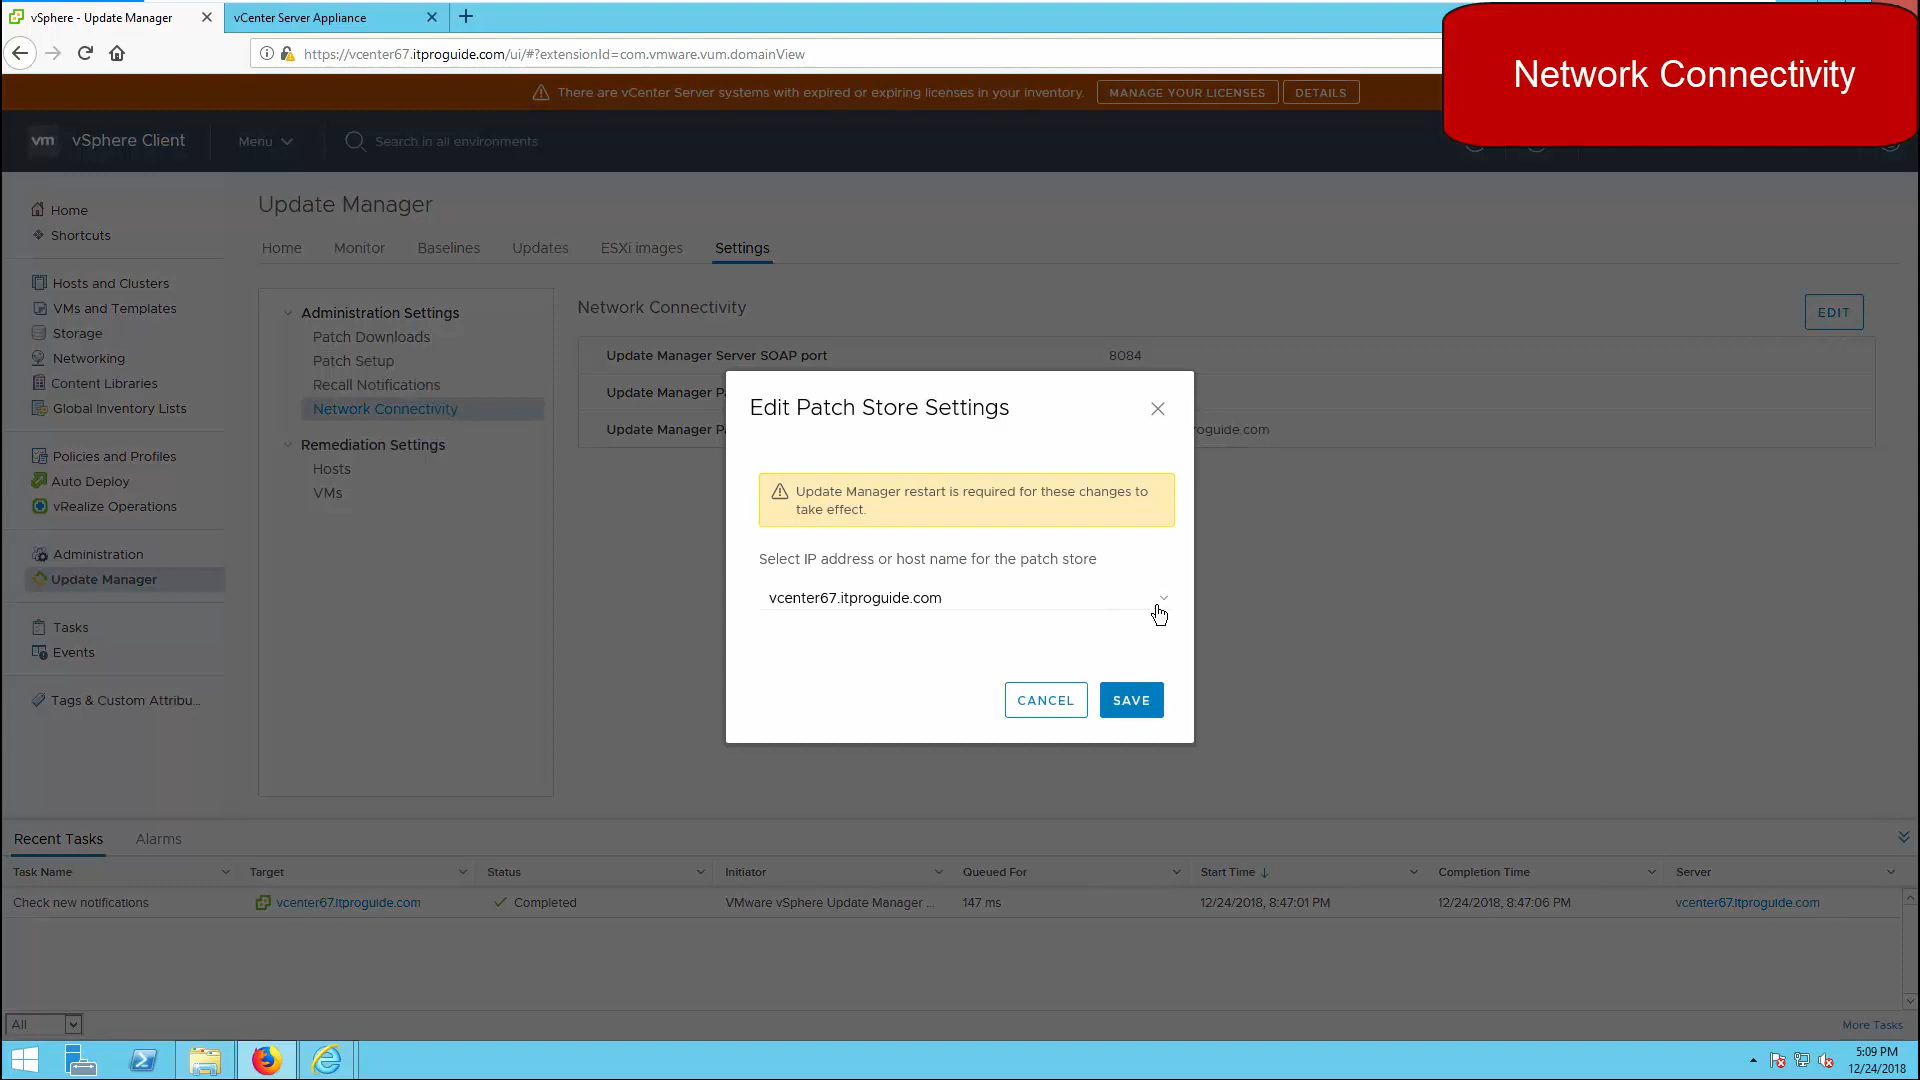 vSphere - Update Manager
vCenter Server Appliance
https://vcenter67.itproguide.com/ui/#?extensionId=com.vmware.vum.domainView
Network Connectivity
There are vCenter Server systems with expired or expiring licenses in your inventory.
MANAGE YOUR LICENSES
DETAILS
vm
vSphere Client
Menu
Search in all environments
Home
Shortcuts
Hosts and Clusters
VMs and Templates
Storage
Networking
Content Libraries
Global Inventory Lists
Policies and Profiles
Auto Deploy
vRealize Operations
Administration
Update Manager
Tasks
Events
Tags & Custom Attribu...
Update Manager
Home
Monitor
Baselines
Updates
ESXi images
Settings
Administration Settings
Patch Downloads
Patch Setup
Recall Notifications
Network Connectivity
Remediation Settings
Hosts
VMs
Network Connectivity
EDIT
Update Manager Server SOAP port
8084
Update Manager
Update Manager
roguide.com
Edit Patch Store Settings
Update Manager restart is required for these changes to
take effect.
Select IP address or host name for the patch store
vcenter67.itproguide.com
CANCEL
SAVE
Recent Tasks
Alarms
Task Name
Target
Status
Initiator
Queued For
Start Time
Completion Time
Server
Check new notifications
vcenter67.itproguide.com
Completed
VMware vSphere Update Manager ...
147 ms
12/24/2018, 8:47:01 PM
12/24/2018, 8:47:06 PM
vcenter67.itproguide.com
All
More Tasks
5:09 PM
12/24/2018